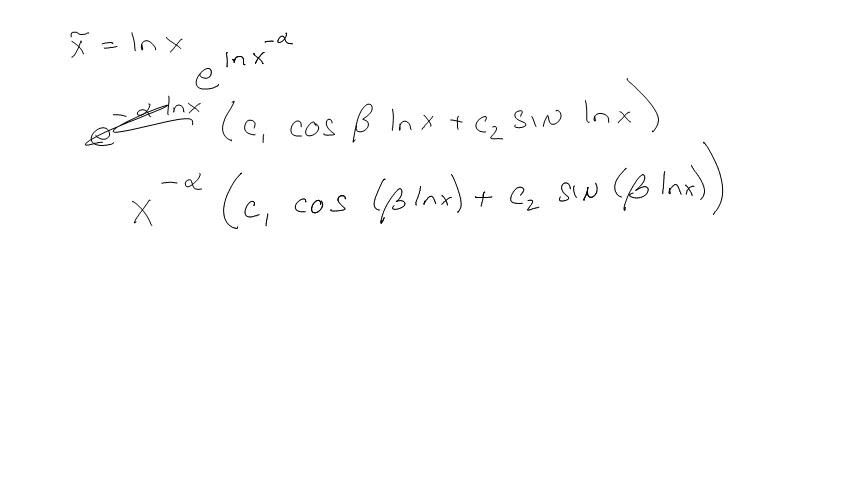 x̃ = ln x
e^{ln x^{-α}}
e^{-α ln x} (c₁ cos β ln x + c₂ sin ln x)
x^{-α} (c₁ cos (β ln x) + c₂ sin (β ln x))